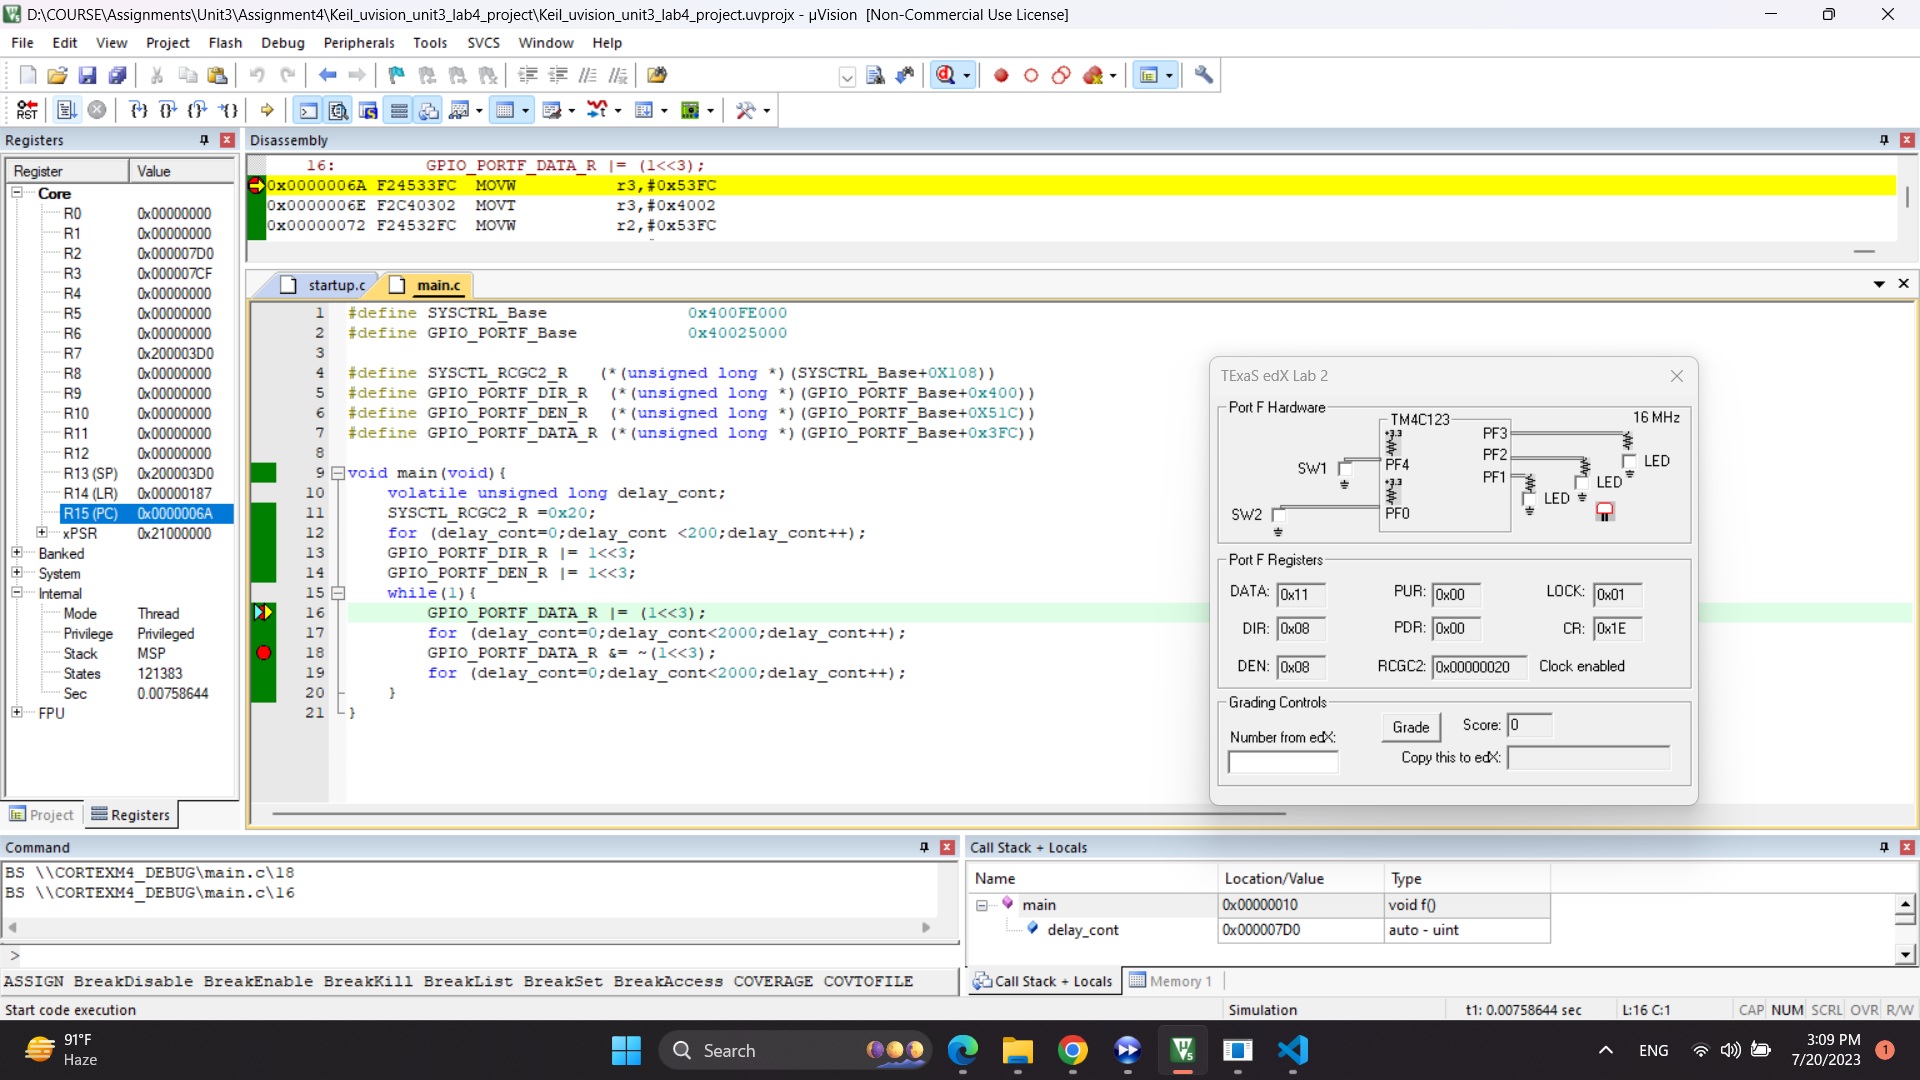 D:\COURSE\Assignments\Unit3\Assignment4\Keil_uvision_unit3_lab4_project\Keil_uvision_unit3_lab4_project.uvprojx - µVision [Non-Commercial Use License]
File Edit View Project Flash Debug Peripherals Tools SVCS Window Help
RST
Registers
Register Value
Core
R0 0x00000000
R1 0x00000000
R2 0x000007D0
R3 0x000007CF
R4 0x00000000
R5 0x00000000
R6 0x00000000
R7 0x200003D0
R8 0x00000000
R9 0x00000000
R10 0x00000000
R11 0x00000000
R12 0x00000000
R13 (SP) 0x200003D0
R14 (LR) 0x00000187
R15 (PC) 0x0000006A
xPSR 0x21000000
Banked
System
Internal
Mode Thread
Privilege Privileged
Stack MSP
States 121383
Sec 0.00758644
FPU
Project Registers
Disassembly
16: GPIO_PORTF_DATA_R |= (1<<3);
0x0000006A F24533FC MOVW r3,#0x53FC
0x0000006E F2C40302 MOVT r3,#0x4002
0x00000072 F24532FC MOVW r2,#0x53FC
startup.c main.c
1 #define SYSCTRL_Base 0x400FE000
2 #define GPIO_PORTF_Base 0x40025000
3
4 #define SYSCTL_RCGC2_R (*(unsigned long *)(SYSCTRL_Base+0X108))
5 #define GPIO_PORTF_DIR_R (*(unsigned long *)(GPIO_PORTF_Base+0x400))
6 #define GPIO_PORTF_DEN_R (*(unsigned long *)(GPIO_PORTF_Base+0X51C))
7 #define GPIO_PORTF_DATA_R (*(unsigned long *)(GPIO_PORTF_Base+0x3FC))
8
9 void main(void){
10 volatile unsigned long delay_cont;
11 SYSCTL_RCGC2_R =0x20;
12 for (delay_cont=0;delay_cont <200;delay_cont++);
13 GPIO_PORTF_DIR_R |= 1<<3;
14 GPIO_PORTF_DEN_R |= 1<<3;
15 while(1){
16 GPIO_PORTF_DATA_R |= (1<<3);
17 for (delay_cont=0;delay_cont<2000;delay_cont++);
18 GPIO_PORTF_DATA_R &= ~(1<<3);
19 for (delay_cont=0;delay_cont<2000;delay_cont++);
20 }
21 }
TExaS edX Lab 2
Port F Hardware
TM4C123 16 MHz
+3.3 PF3
SW1 PF4 PF2 LED
+3.3 PF1 LED
LED
SW2 PF0
Port F Registers
DATA: 0x11 PUR: 0x00 LOCK: 0x01
DIR: 0x08 PDR: 0x00 CR: 0x1E
DEN: 0x08 RCGC2: 0x00000020 Clock enabled
Grading Controls
Number from edX: Grade Score: 0
Copy this to edX:
Command
BS \\CORTEXM4_DEBUG\main.c\18
BS \\CORTEXM4_DEBUG\main.c\16
>
ASSIGN BreakDisable BreakEnable BreakKill BreakList BreakSet BreakAccess COVERAGE COVTOFILE
Call Stack + Locals
Name Location/Value Type
main 0x00000010 void f()
delay_cont 0x000007D0 auto - uint
Call Stack + Locals Memory 1
Start code execution Simulation t1: 0.00758644 sec L:16 C:1 CAP NUM SCRL OVR R/W
91°F
Haze
Search
ENG
3:09 PM
7/20/2023
1